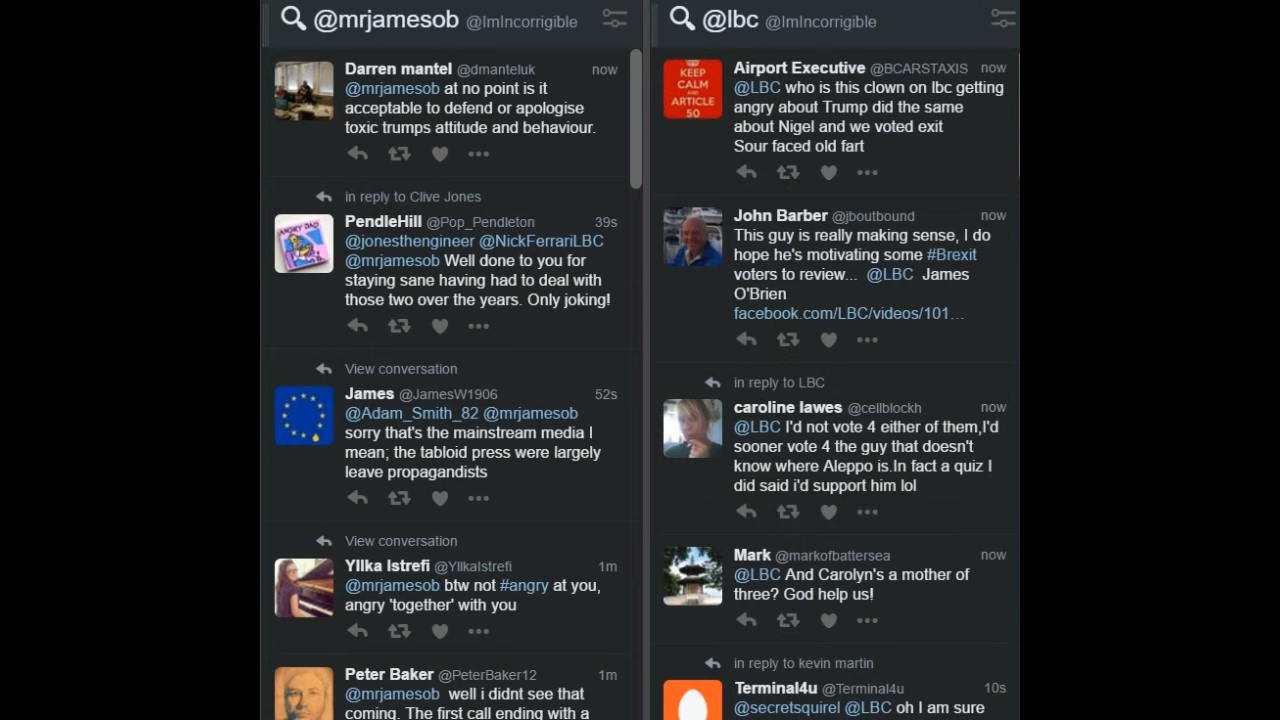 @mrjamesob @ImIncorrigible
Darren mantel @dmanteluk now
@mrjamesob at no point is it
acceptable to defend or apologise
toxic trumps attitude and behaviour.
in reply to Clive Jones
PendleHill @Pop_Pendleton 39s
@jonesthengineer @NickFerrariLBC
@mrjamesob Well done to you for
staying sane having had to deal with
those two over the years. Only joking!
View conversation
James @JamesW1906 52s
@Adam_Smith_82 @mrjamesob
sorry that's the mainstream media I
mean; the tabloid press were largely
leave propagandists
View conversation
Yllka Istrefi @YllkaIstrefi 1m
@mrjamesob btw not #angry at you,
angry 'together' with you
Peter Baker @PeterBaker12 1m
@mrjamesob well i didnt see that
coming. The first call ending with a
@lbc @ImIncorrigible
KEEP
CALM
AND
ARTICLE
50
Airport Executive @BCARSTAXIS now
@LBC who is this clown on lbc getting
angry about Trump did the same
about Nigel and we voted exit
Sour faced old fart
John Barber @jboutbound now
This guy is really making sense, I do
hope he's motivating some #Brexit
voters to review... @LBC James
O'Brien
facebook.com/LBC/videos/101...
in reply to LBC
caroline lawes @cellblockh now
@LBC I'd not vote 4 either of them,I'd
sooner vote 4 the guy that doesn't
know where Aleppo is.In fact a quiz I
did said i'd support him lol
Mark @markofbattersea now
@LBC And Carolyn's a mother of
three? God help us!
in reply to kevin martin
Terminal4u @Terminal4u 10s
@secretsquirel @LBC oh I am sure